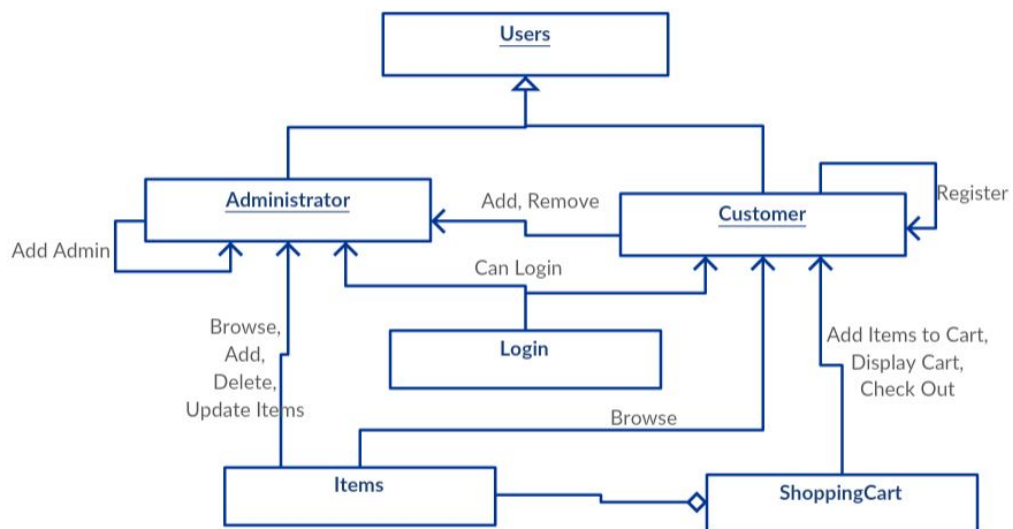 Users
Administrator
Add, Remove
Customer
Register
Add Admin
Can Login
Browse,
Add,
Delete,
Update Items
Login
Add Items to Cart,
Display Cart,
Check Out
Browse
Items
ShoppingCart